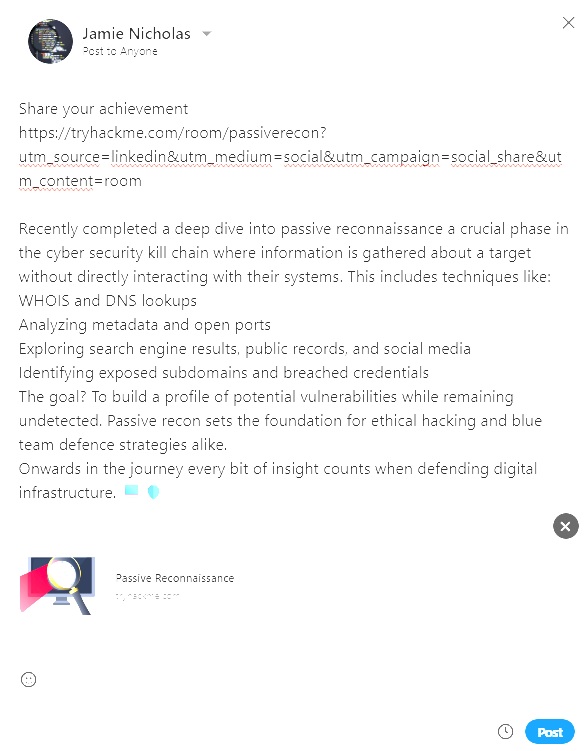 Jamie Nicholas
Post to Anyone
Share your achievement
https://tryhackme.com/room/passiverecon?
utm_source=linkedin&utm_medium=social&utm_campaign=social_share&ut
m_content=room
Recently completed a deep dive into passive reconnaissance a crucial phase in
the cyber security kill chain where information is gathered about a target
without directly interacting with their systems. This includes techniques like:
WHOIS and DNS lookups
Analyzing metadata and open ports
Exploring search engine results, public records, and social media
Identifying exposed subdomains and breached credentials
The goal? To build a profile of potential vulnerabilities while remaining
undetected. Passive recon sets the foundation for ethical hacking and blue
team defence strategies alike.
Onwards in the journey every bit of insight counts when defending digital
infrastructure.
Passive Reconnaissance
tryhackme.com
Post